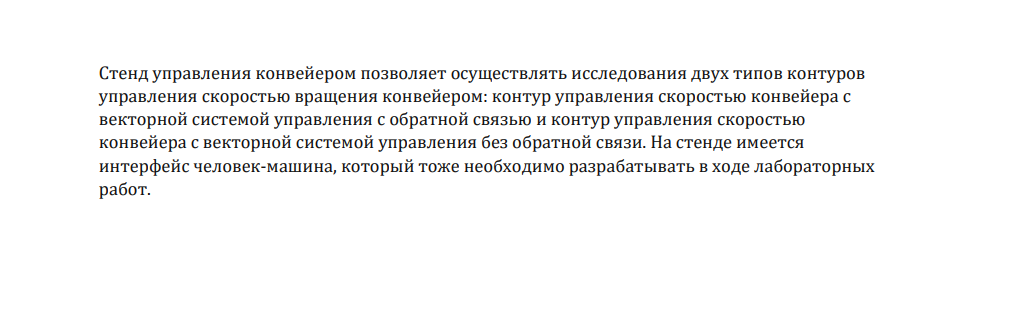 Стенд управления конвейером позволяет осуществлять исследования двух типов контуров
управления скоростью вращения конвейером: контур управления скоростью конвейера с
векторной системой управления с обратной связью и контур управления скоростью
конвейера с векторной системой управления без обратной связи. На стенде имеется
интерфейс человек-машина, который тоже необходимо разрабатывать в ходе лабораторных
работ.